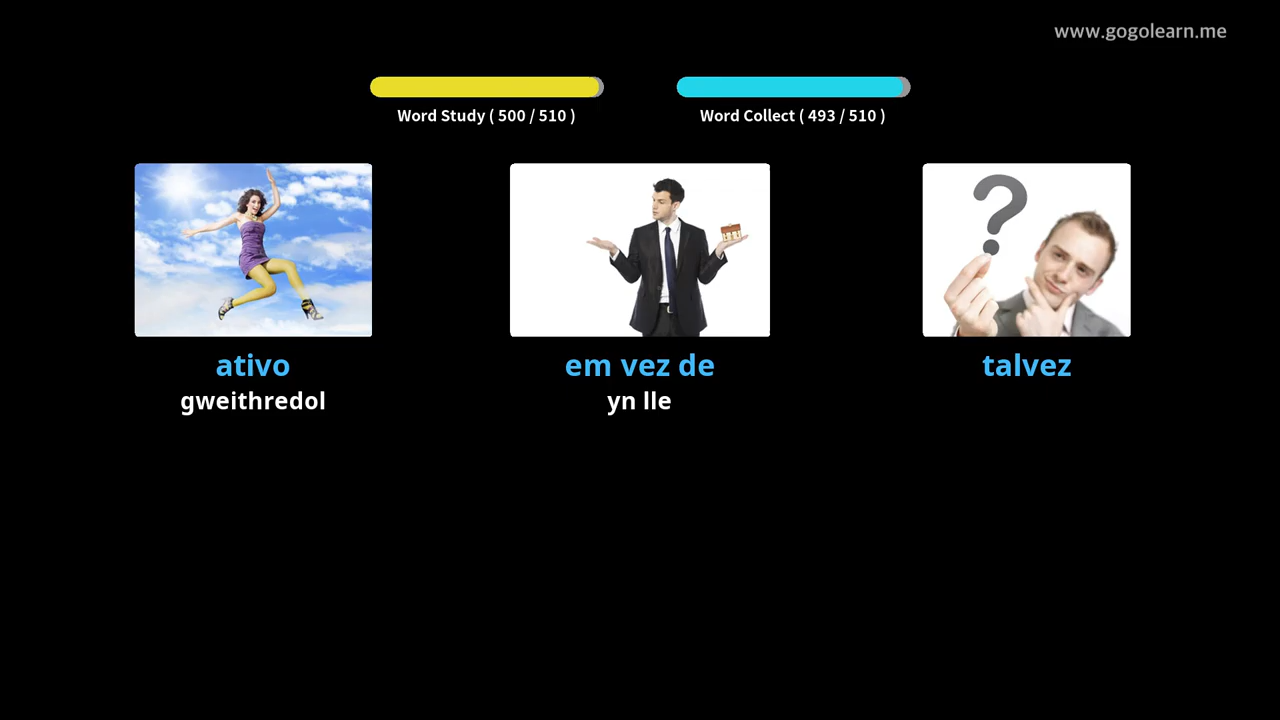 www.gogolearn.me
Word Study ( 500 / 510 )
Word Collect ( 493 / 510 )
ativo
gweithredol
em vez de
yn lle
talvez